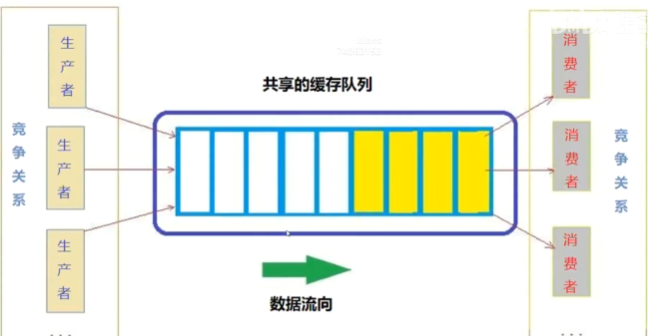 共享的缓存队列
生产者
生产者
生产者
竞争关系
消费者
消费者
消费者
竞争关系
数据流向
...
...